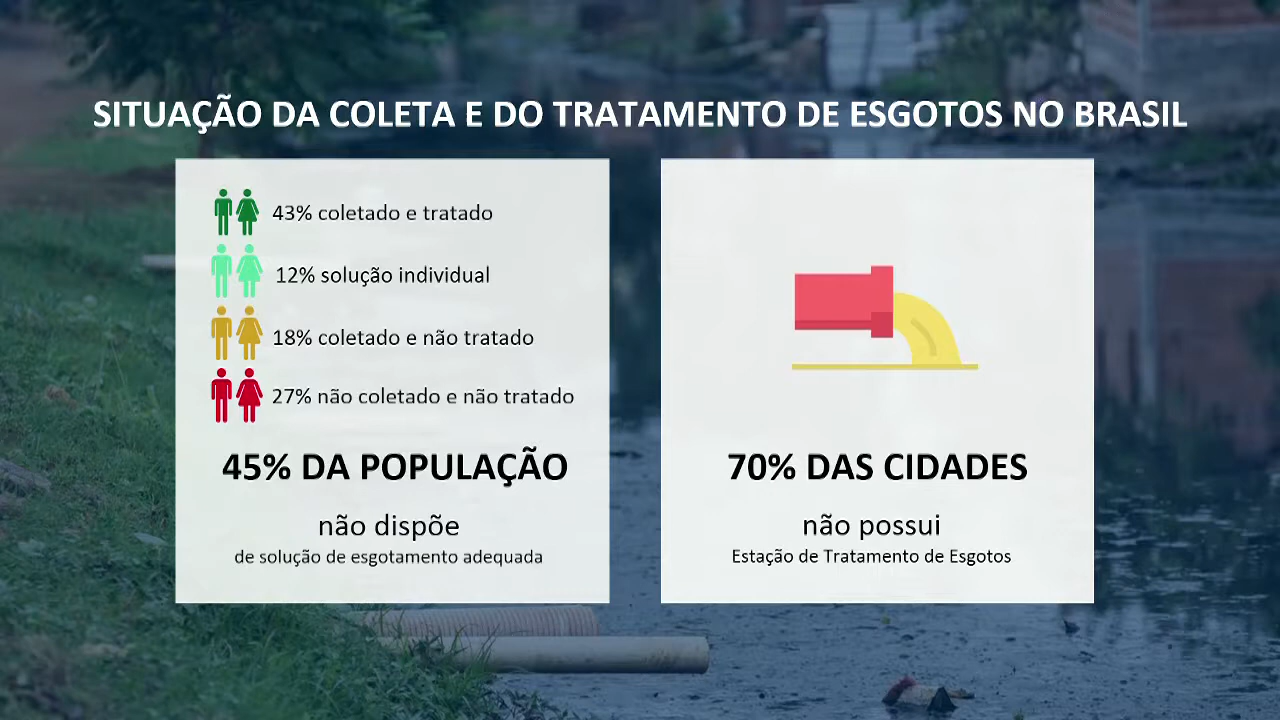 SITUAÇÃO DA COLETA E DO TRATAMENTO DE ESGOTOS NO BRASIL
43% coletado e tratado
12% solução individual
18% coletado e não tratado
27% não coletado e não tratado
45% DA POPULAÇÃO
não dispõe
de solução de esgotamento adequada
70% DAS CIDADES
não possui
Estação de Tratamento de Esgotos